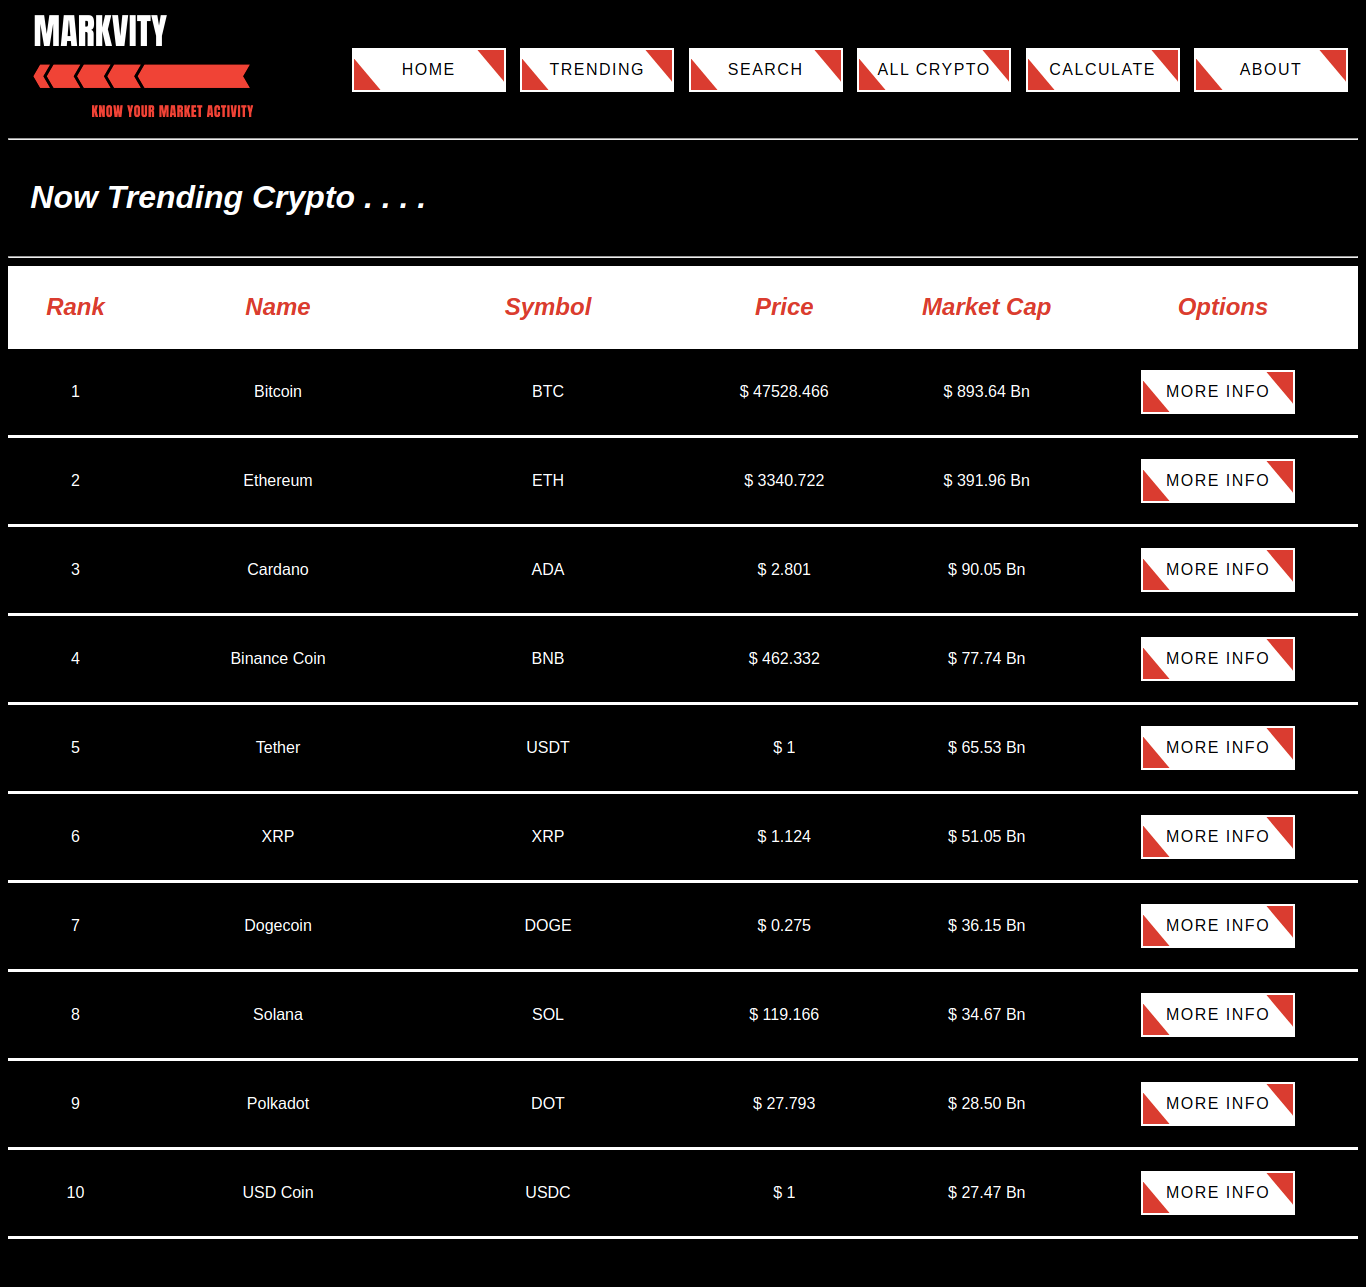 MARKVITY
KNOW YOUR MARKET ACTIVITY
HOME TRENDING SEARCH ALL CRYPTO CALCULATE ABOUT
Now Trending Crypto . . . .
Rank Name Symbol Price Market Cap Options
1 Bitcoin BTC $ 47528.466 $ 893.64 Bn MORE INFO
2 Ethereum ETH $ 3340.722 $ 391.96 Bn MORE INFO
3 Cardano ADA $ 2.801 $ 90.05 Bn MORE INFO
4 Binance Coin BNB $ 462.332 $ 77.74 Bn MORE INFO
5 Tether USDT $ 1 $ 65.53 Bn MORE INFO
6 XRP XRP $ 1.124 $ 51.05 Bn MORE INFO
7 Dogecoin DOGE $ 0.275 $ 36.15 Bn MORE INFO
8 Solana SOL $ 119.166 $ 34.67 Bn MORE INFO
9 Polkadot DOT $ 27.793 $ 28.50 Bn MORE INFO
10 USD Coin USDC $ 1 $ 27.47 Bn MORE INFO